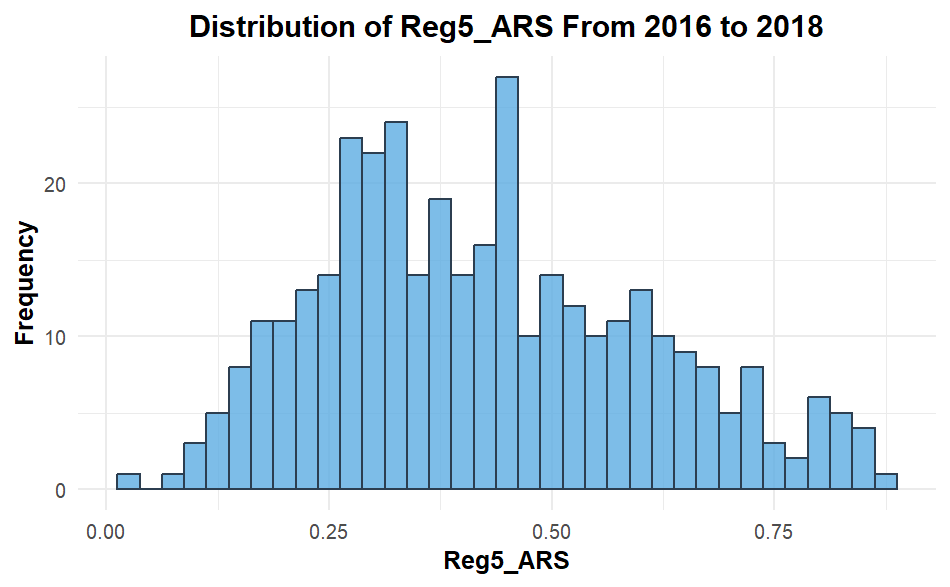 Distribution of Reg5_ARS From 2016 to 2018
Frequency
20
10
0
0.00 0.25 0.50 0.75
Reg5_ARS